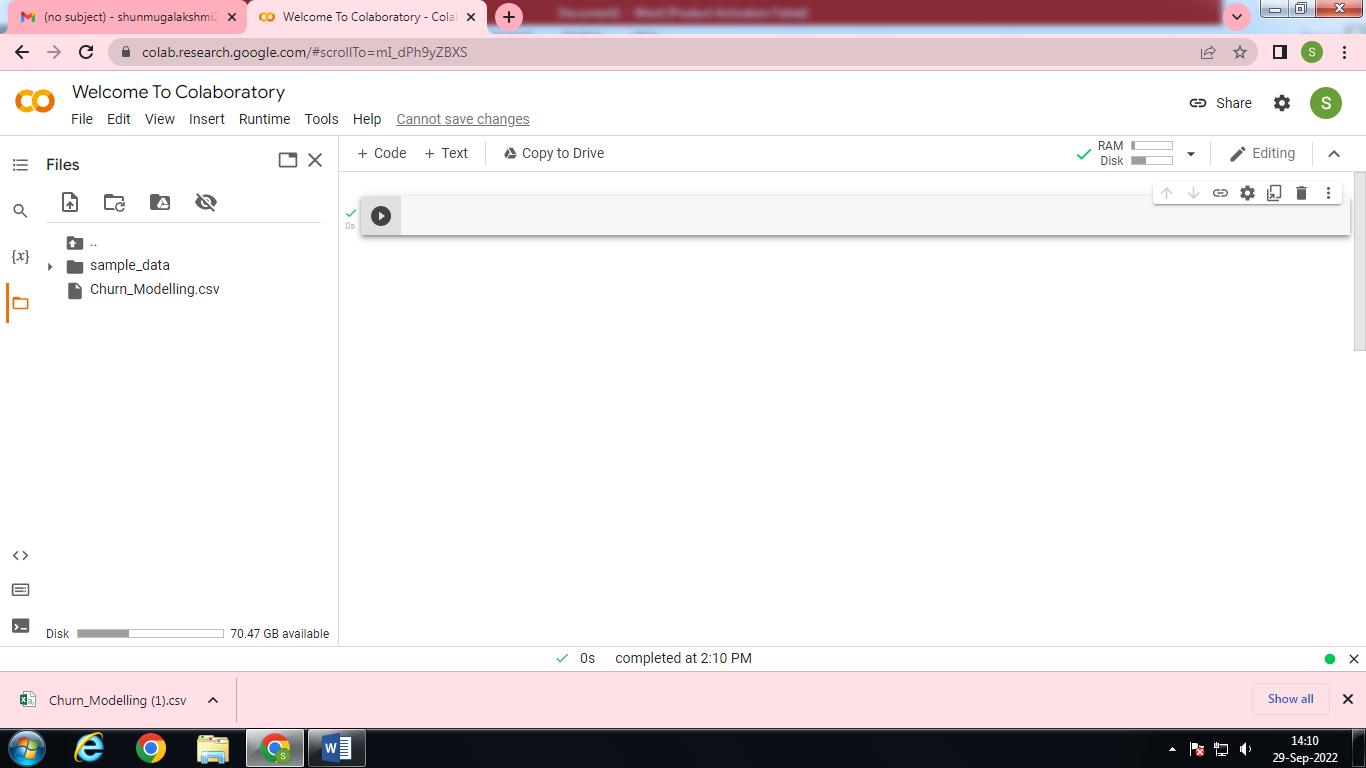 (no subject) - shunmugalakshmi2
Welcome To Colaboratory - Colab
Document1 - Word (Product Activation Failed)
colab.research.google.com/#scrollTo=mI_dPh9yZBXS
S
Welcome To Colaboratory
File Edit View Insert Runtime Tools Help Cannot save changes
Share
S
Files
+ Code + Text Copy to Drive
RAM
Disk
Editing
{x}
0s
..
sample_data
Churn_Modelling.csv
Disk 70.47 GB available
0s completed at 2:10 PM
Churn_Modelling (1).csv
Show all
S
W
14:10
29-Sep-2022